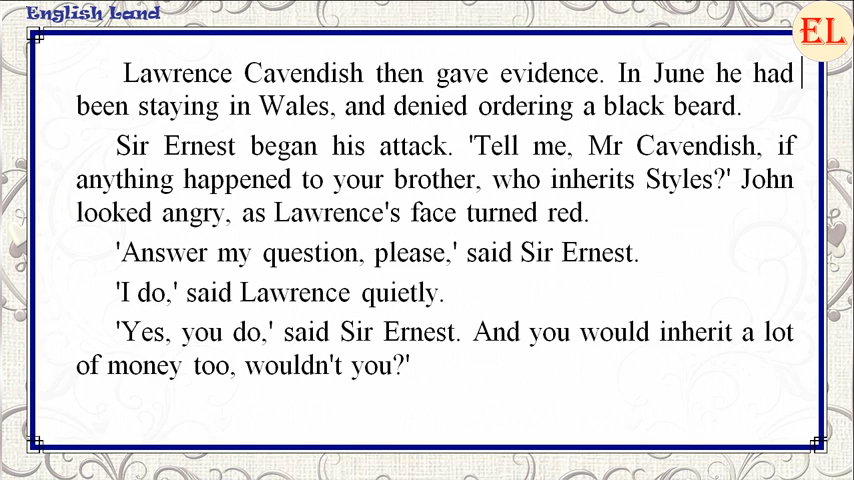 English Land
EL
Lawrence Cavendish then gave evidence. In June he had
been staying in Wales, and denied ordering a black beard.
Sir Ernest began his attack. 'Tell me, Mr Cavendish, if
anything happened to your brother, who inherits Styles?' John
looked angry, as Lawrence's face turned red.
'Answer my question, please,' said Sir Ernest.
'I do,' said Lawrence quietly.
'Yes, you do,' said Sir Ernest. And you would inherit a lot
of money too, wouldn't you?'